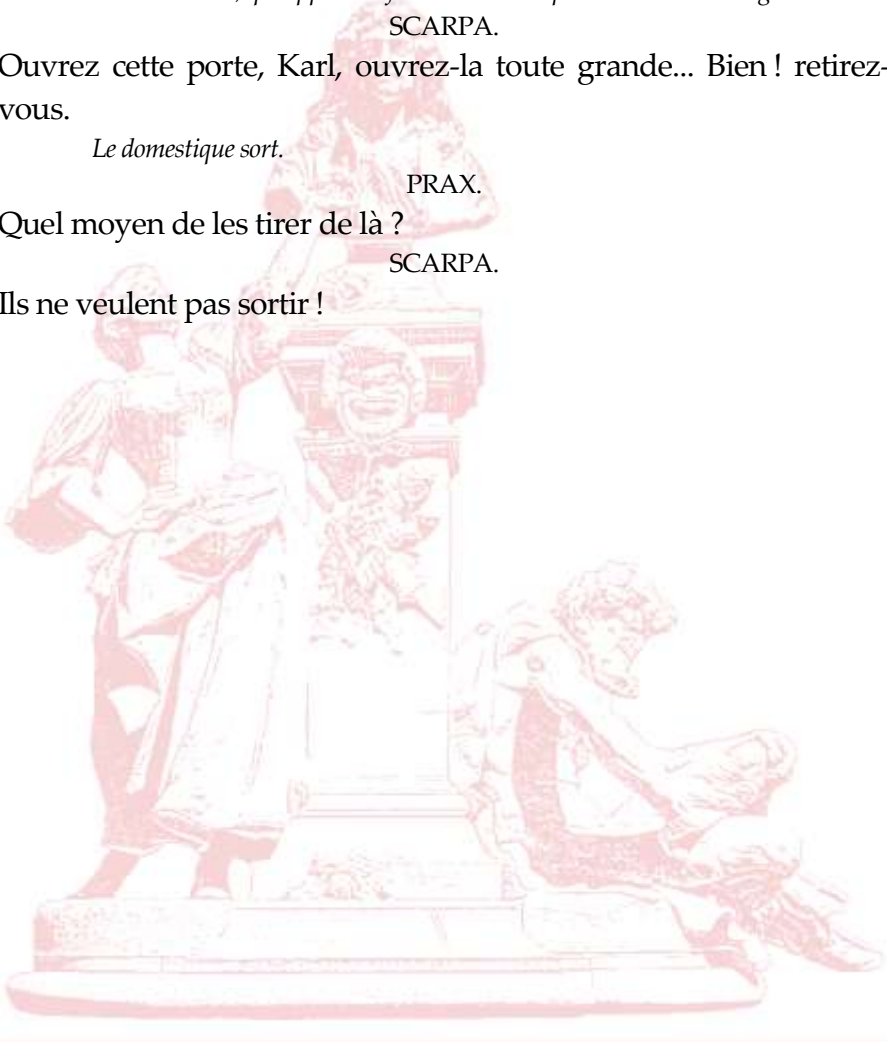 SCARPA.
Ouvrez cette porte, Karl, ouvrez-la toute grande... Bien ! retirez-
vous.
Le domestique sort.
PRAX.
Quel moyen de les tirer de là ?
SCARPA.
Ils ne veulent pas sortir !